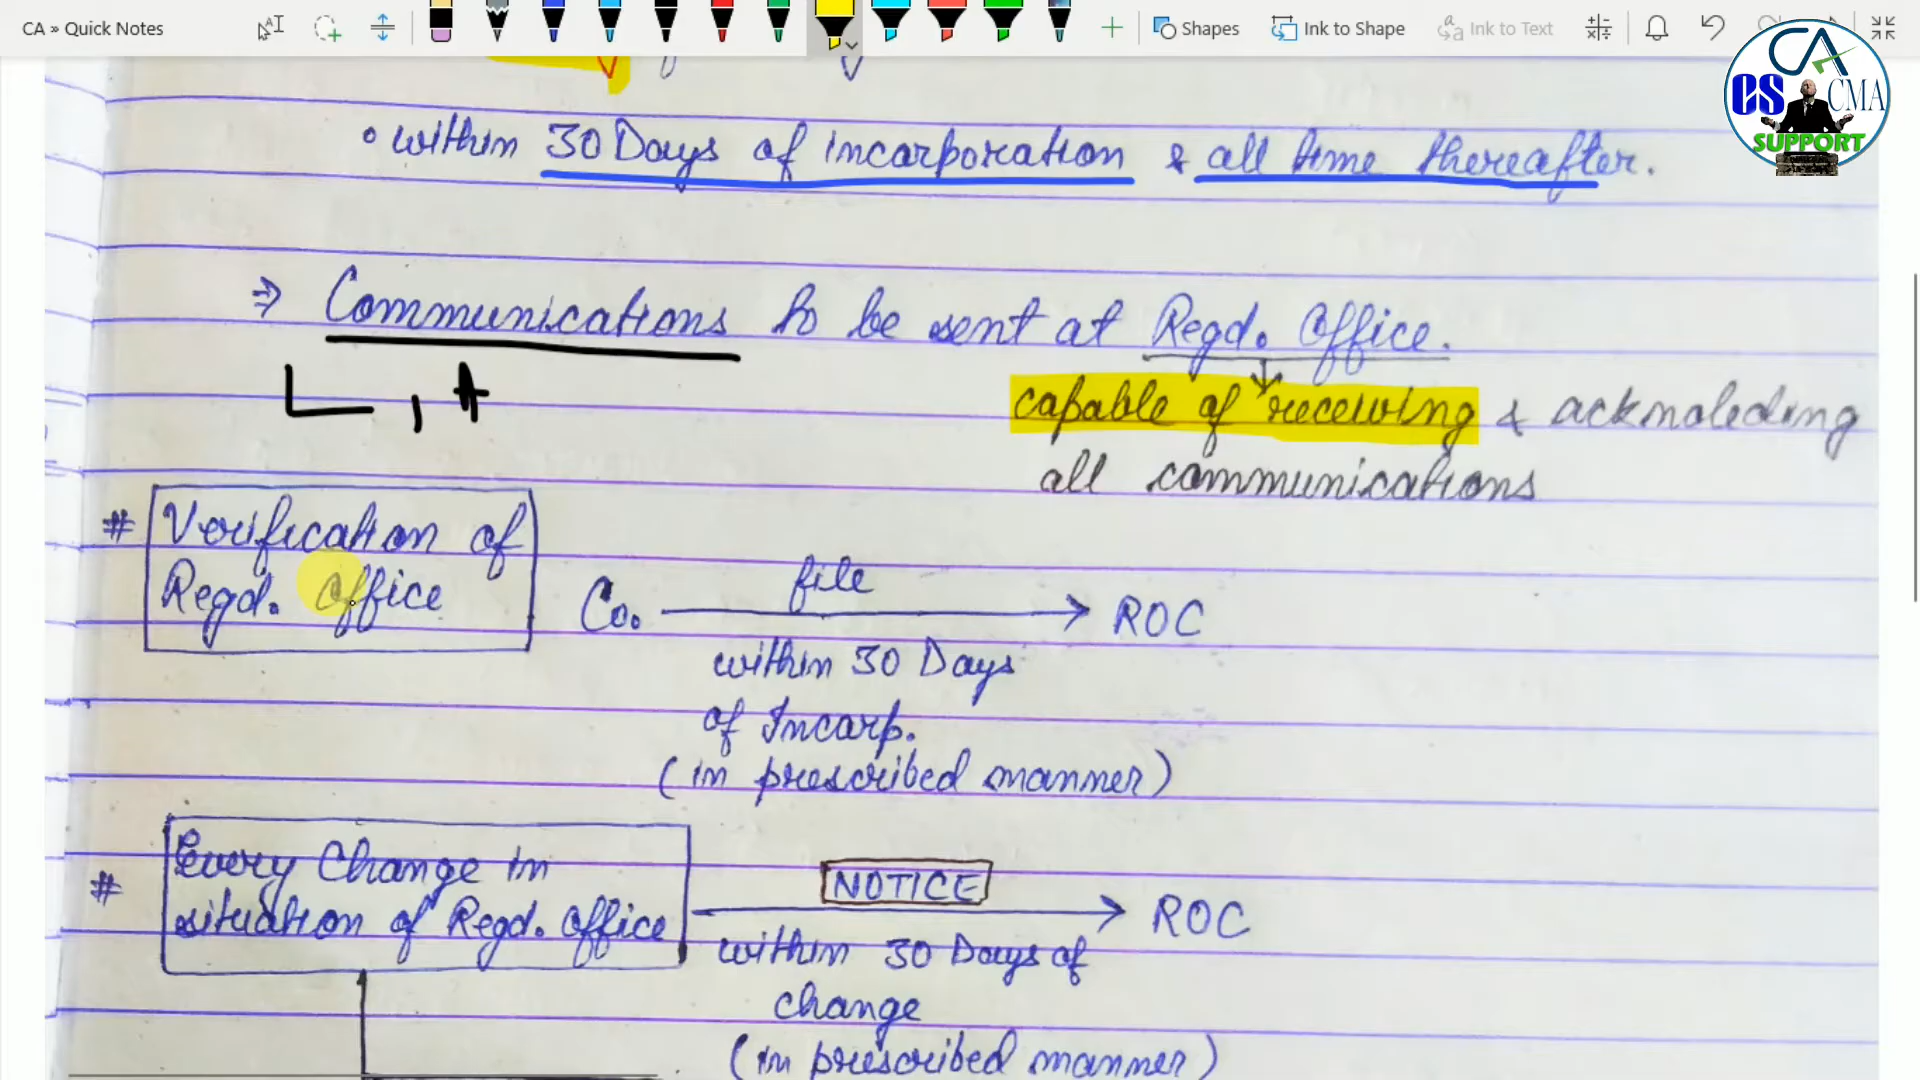 CA » Quick Notes
Shapes
Ink to Shape
Ink to Text
CA
CS
CMA
SUPPORT
• within 30 Days of incarporation & all time thereafter.
⇒ Communications to be sent at Regd. Office.
capable of receiving & acknoleding
all communications
# Verification of
Regd. Office
Co. file → ROC
within 30 Days
of Incarp.
(in prescribed manner)
# Every Change in
situation of Regd. office
NOTICE → ROC
within 30 Days of
change
(in prescribed manner)